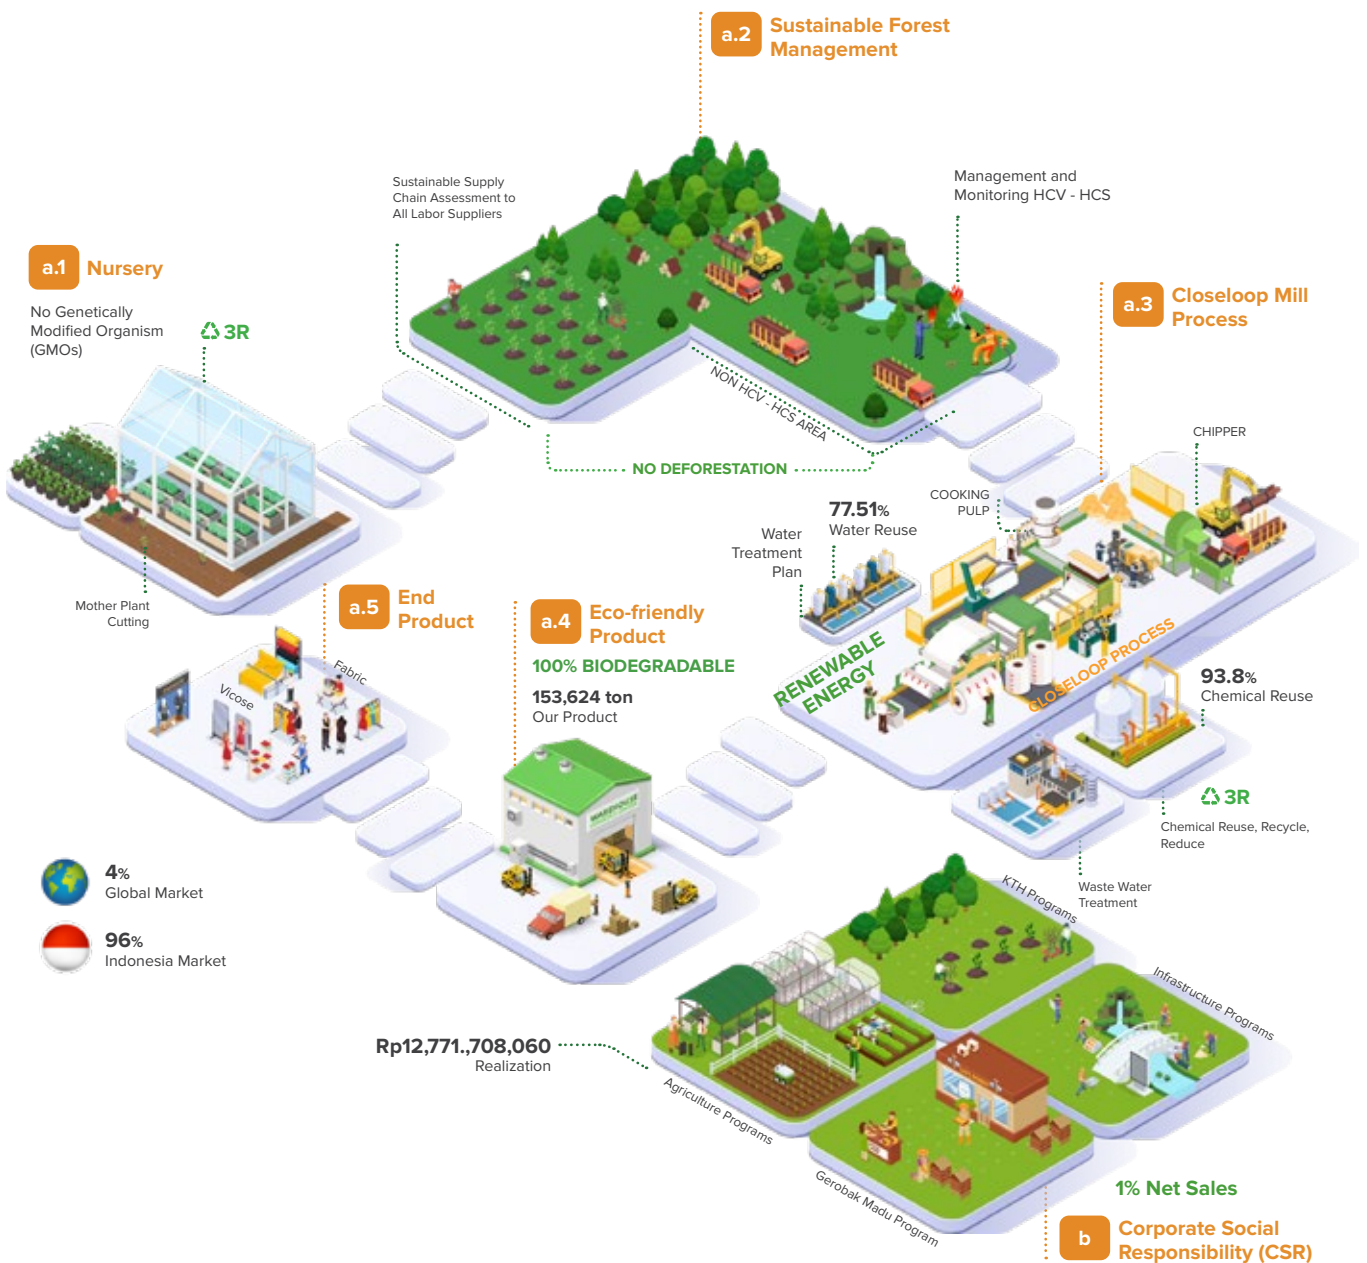 a.2
Sustainable Forest
Management
Sustainable Supply
Chain Assessment to
All Labor Suppliers
Management and
Monitoring HCV - HCS
a.1
Nursery
No Genetically
Modified Organism
(GMOs)
3R
Mother Plant
Cutting
NON HCV - HCS AREA
NO DEFORESTATION
a.3
Closeloop Mill
Process
CHIPPER
COOKING
PULP
77.51%
Water Reuse
Water
Treatment
Plan
RENEWABLE
ENERGY
CLOSELOOP PROCESS
93.8%
Chemical Reuse
3R
Chemical Reuse, Recycle,
Reduce
Waste Water
Treatment
a.5
End
Product
Fabric
Vicose
a.4
Eco-friendly
Product
100% BIODEGRADABLE
153,624 ton
Our Product
WAREHOUSE
4%
Global Market
96%
Indonesia Market
Rp12,771.,708,060
Realization
KTH Programs
Infrastructure Programs
Agriculture Programs
Gerobak Madu Program
1% Net Sales
b
Corporate Social
Responsibility (CSR)